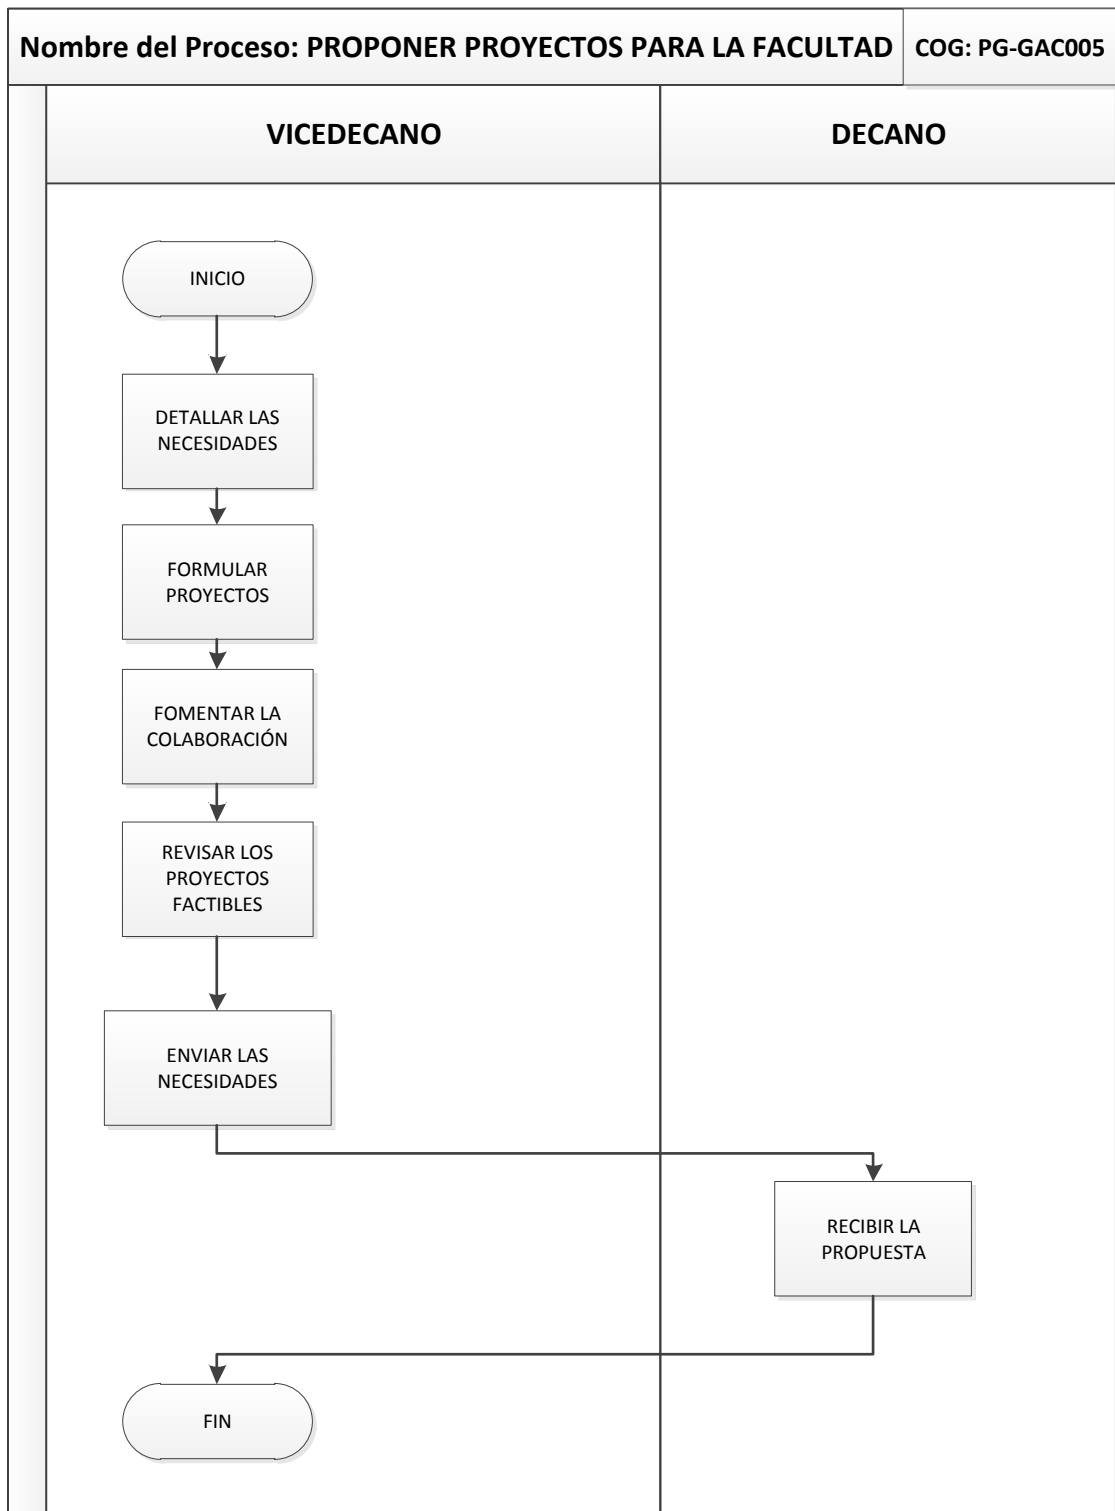 Nombre del Proceso: PROPONER PROYECTOS PARA LA FACULTAD
COG: PG-GAC005
VICEDECANO
DECANO
INICIO
DETALLAR LAS
NECESIDADES
FORMULAR
PROYECTOS
FOMENTAR LA
COLABORACIÓN
REVISAR LOS
PROYECTOS
FACTIBLES
ENVIAR LAS
NECESIDADES
RECIBIR LA
PROPUESTA
FIN